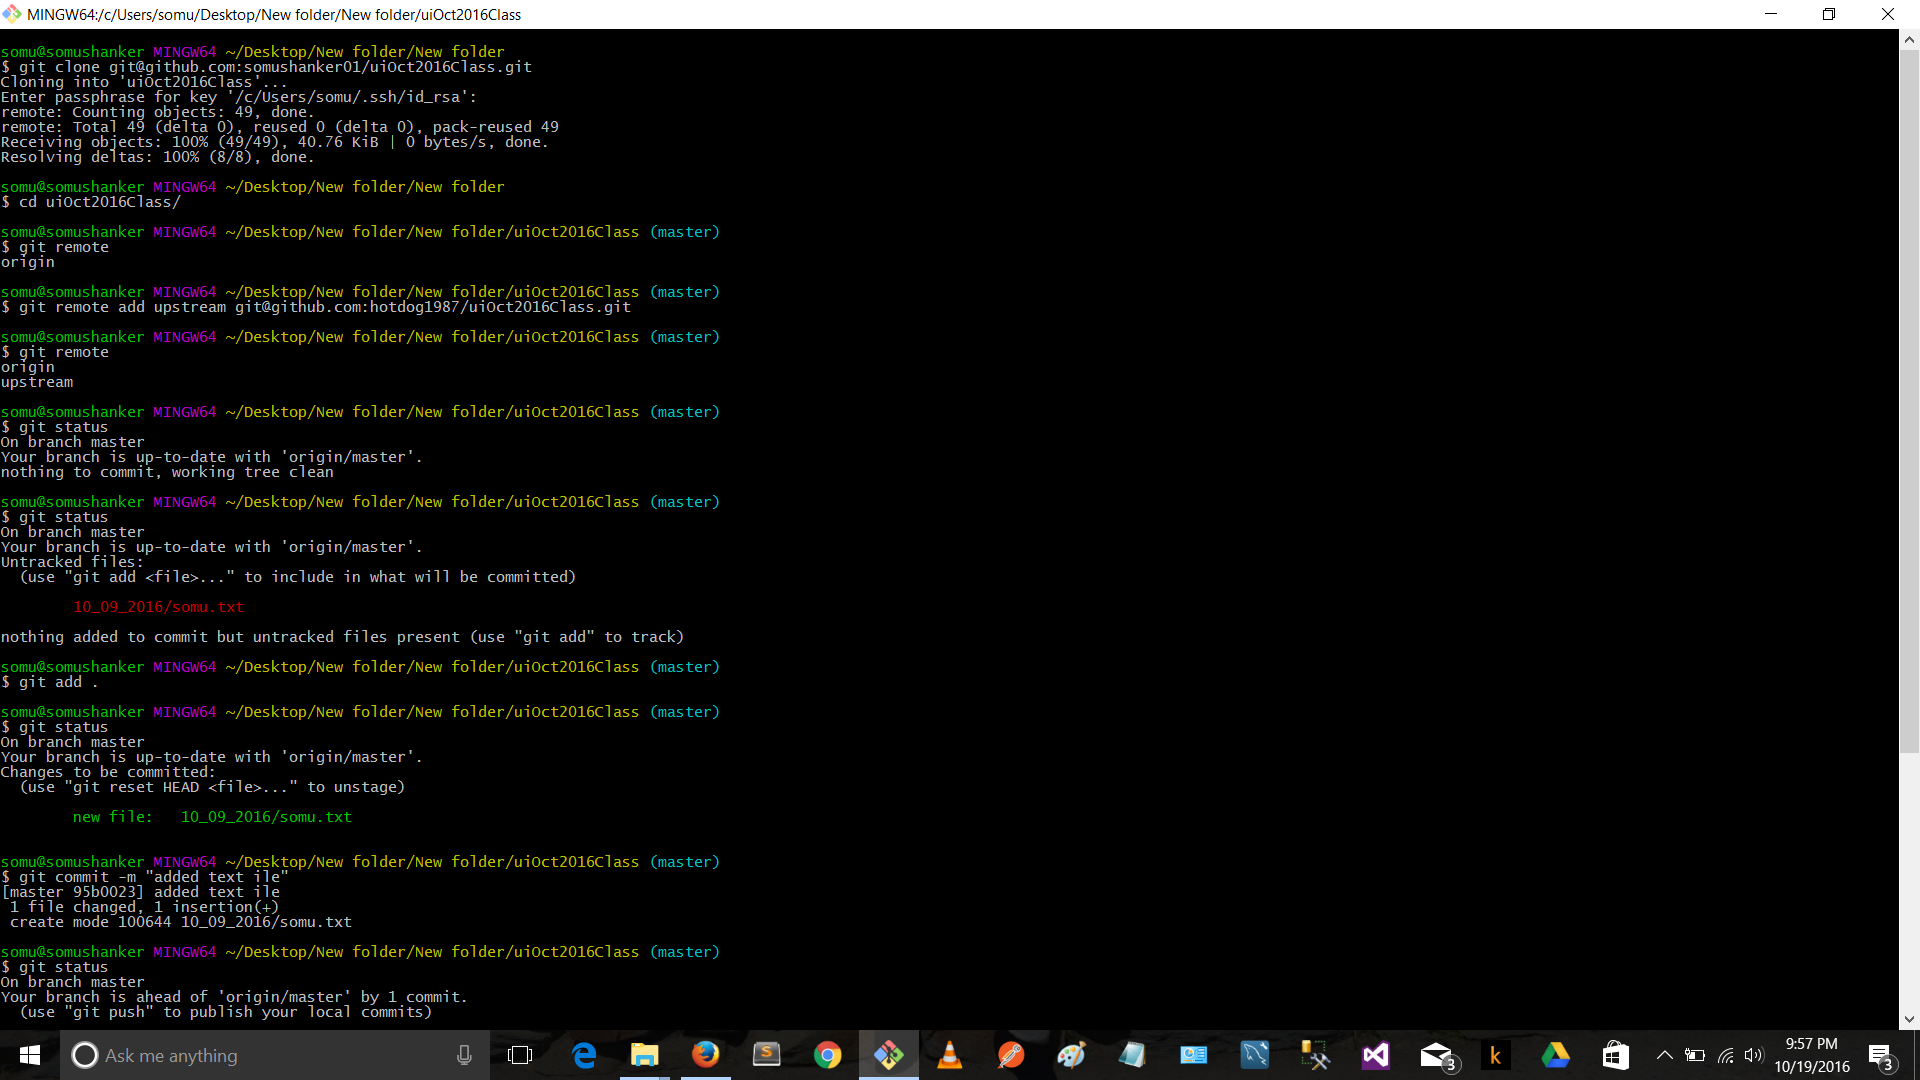 MINGW64:/c/Users/somu/Desktop/New folder/New folder/uiOct2016Class
somu@somushanker MINGW64 ~/Desktop/New folder/New folder
$ git clone git@github.com:somushanker01/uiOct2016Class.git
Cloning into 'uiOct2016Class'...
Enter passphrase for key '/c/Users/somu/.ssh/id_rsa':
remote: Counting objects: 49, done.
remote: Total 49 (delta 0), reused 0 (delta 0), pack-reused 49
Receiving objects: 100% (49/49), 40.76 KiB | 0 bytes/s, done.
Resolving deltas: 100% (8/8), done.
somu@somushanker MINGW64 ~/Desktop/New folder/New folder
$ cd uiOct2016Class/
somu@somushanker MINGW64 ~/Desktop/New folder/New folder/uiOct2016Class (master)
$ git remote
origin
somu@somushanker MINGW64 ~/Desktop/New folder/New folder/uiOct2016Class (master)
$ git remote add upstream git@github.com:hotdog1987/uiOct2016Class.git
somu@somushanker MINGW64 ~/Desktop/New folder/New folder/uiOct2016Class (master)
$ git remote
origin
upstream
somu@somushanker MINGW64 ~/Desktop/New folder/New folder/uiOct2016Class (master)
$ git status
On branch master
Your branch is up-to-date with 'origin/master'.
nothing to commit, working tree clean
somu@somushanker MINGW64 ~/Desktop/New folder/New folder/uiOct2016Class (master)
$ git status
On branch master
Your branch is up-to-date with 'origin/master'.
Untracked files:
  (use "git add <file>..." to include in what will be committed)
        10_09_2016/somu.txt
nothing added to commit but untracked files present (use "git add" to track)
somu@somushanker MINGW64 ~/Desktop/New folder/New folder/uiOct2016Class (master)
$ git add .
somu@somushanker MINGW64 ~/Desktop/New folder/New folder/uiOct2016Class (master)
$ git status
On branch master
Your branch is up-to-date with 'origin/master'.
Changes to be committed:
  (use "git reset HEAD <file>..." to unstage)
        new file:   10_09_2016/somu.txt
somu@somushanker MINGW64 ~/Desktop/New folder/New folder/uiOct2016Class (master)
$ git commit -m "added text ile"
[master 95b0023] added text ile
 1 file changed, 1 insertion(+)
 create mode 100644 10_09_2016/somu.txt
somu@somushanker MINGW64 ~/Desktop/New folder/New folder/uiOct2016Class (master)
$ git status
On branch master
Your branch is ahead of 'origin/master' by 1 commit.
  (use "git push" to publish your local commits)
Ask me anything
S
3
k
9:57 PM
10/19/2016
3